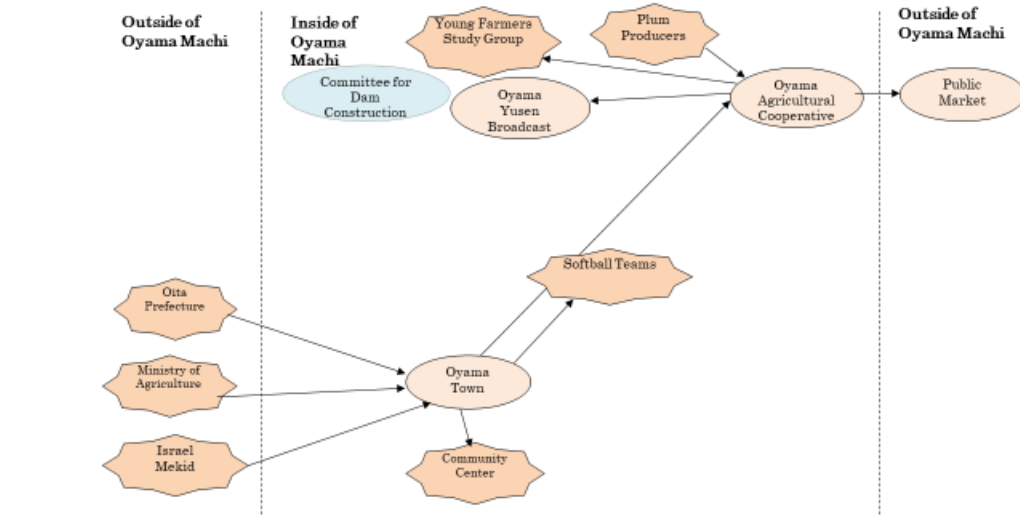 Outside of
Oyama Machi
Inside of
Oyama
Machi
Young Farmers
Study Group
Plum
Producers
Outside of
Oyama Machi
Committee for
Dam
Construction
Oyama
Yusen
Broadcast
Oyama
Agricultural
Cooperative
Public
Market
Softball Teams
Oita
Prefecture
Ministry of
Agriculture
Oyama
Town
Israel
Mekid
Community
Center